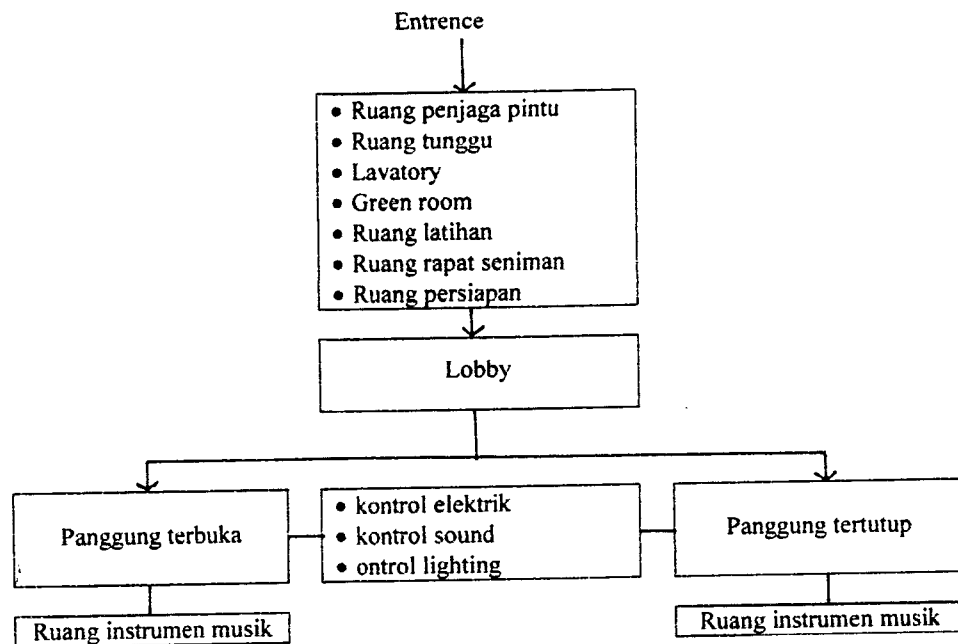 Entrence
• Ruang penjaga pintu
• Ruang tunggu
• Lavatory
• Green room
• Ruang latihan
• Ruang rapat seniman
• Ruang persiapan
Lobby
Panggung terbuka
• kontrol elektrik
• kontrol sound
• ontrol lighting
Panggung tertutup
Ruang instrumen musik
Ruang instrumen musik